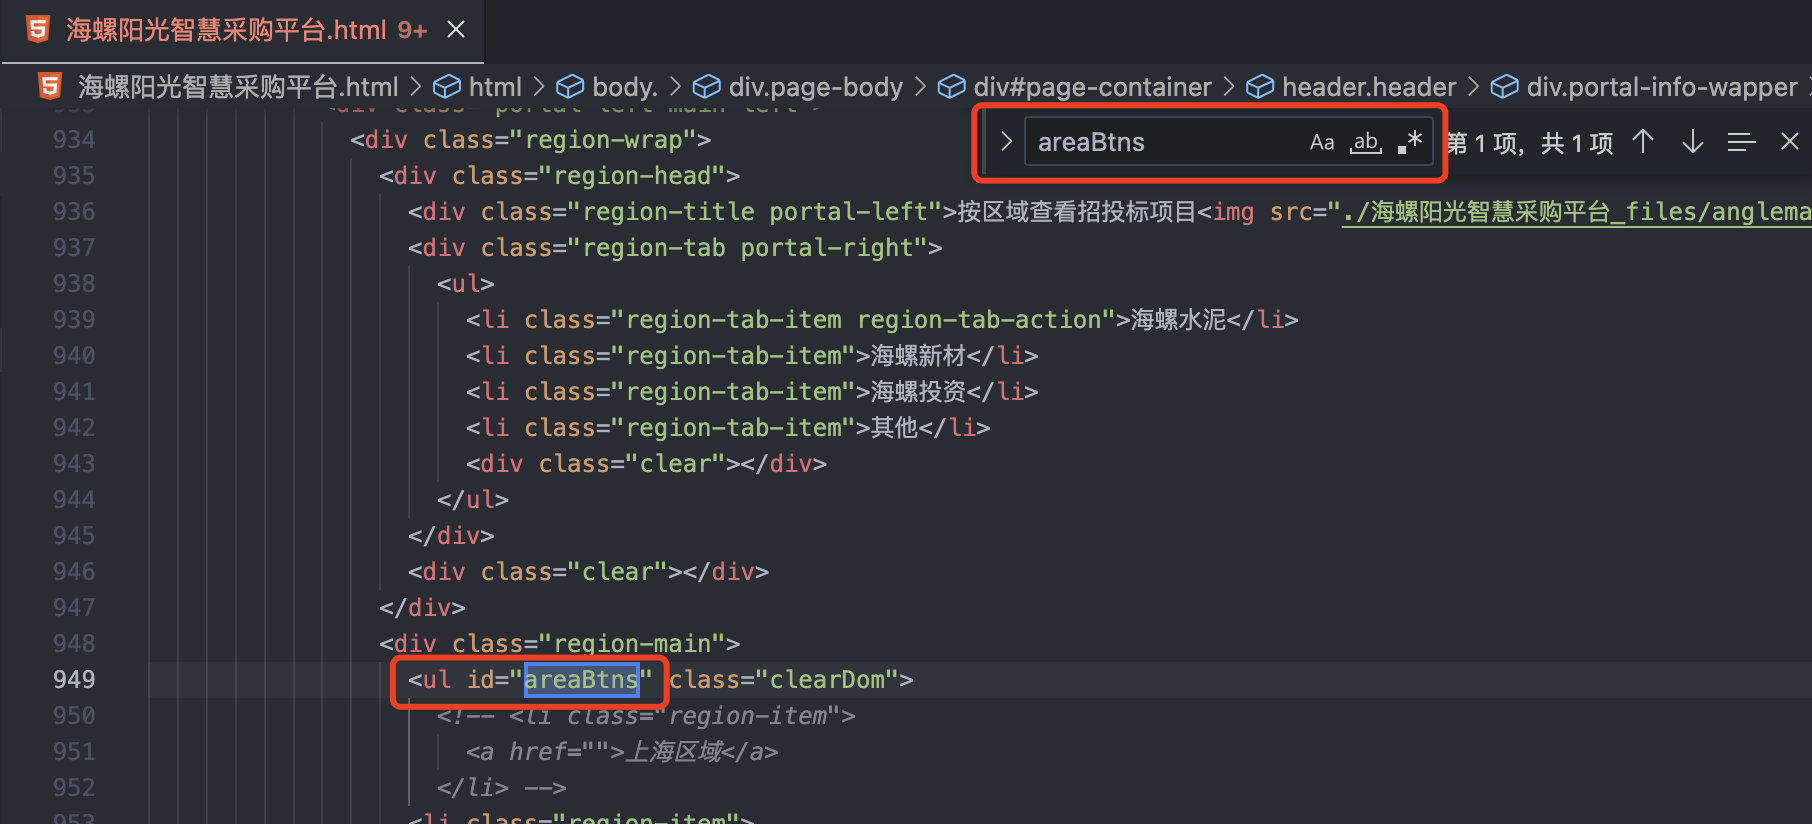 海螺阳光智慧采购平台.html 9+
海螺阳光智慧采购平台.html > html > body. > div.page-body > div#page-container > header.header > div.portal-info-wapper
areaBtns Aa ab .* 第 1 项，共 1 项
934 <div class="region-wrap">
935 <div class="region-head">
936 <div class="region-title portal-left">按区域查看招投标项目<img src="./海螺阳光智慧采购平台_files/anglema
937 <div class="region-tab portal-right">
938 <ul>
939 <li class="region-tab-item region-tab-action">海螺水泥</li>
940 <li class="region-tab-item">海螺新材</li>
941 <li class="region-tab-item">海螺投资</li>
942 <li class="region-tab-item">其他</li>
943 <div class="clear"></div>
944 </ul>
945 </div>
946 <div class="clear"></div>
947 </div>
948 <div class="region-main">
949 <ul id="areaBtns" class="clearDom">
950 <!-- <li class="region-item">
951 <a href="">上海区域</a>
952 </li> -->
953 <li class="region-item">